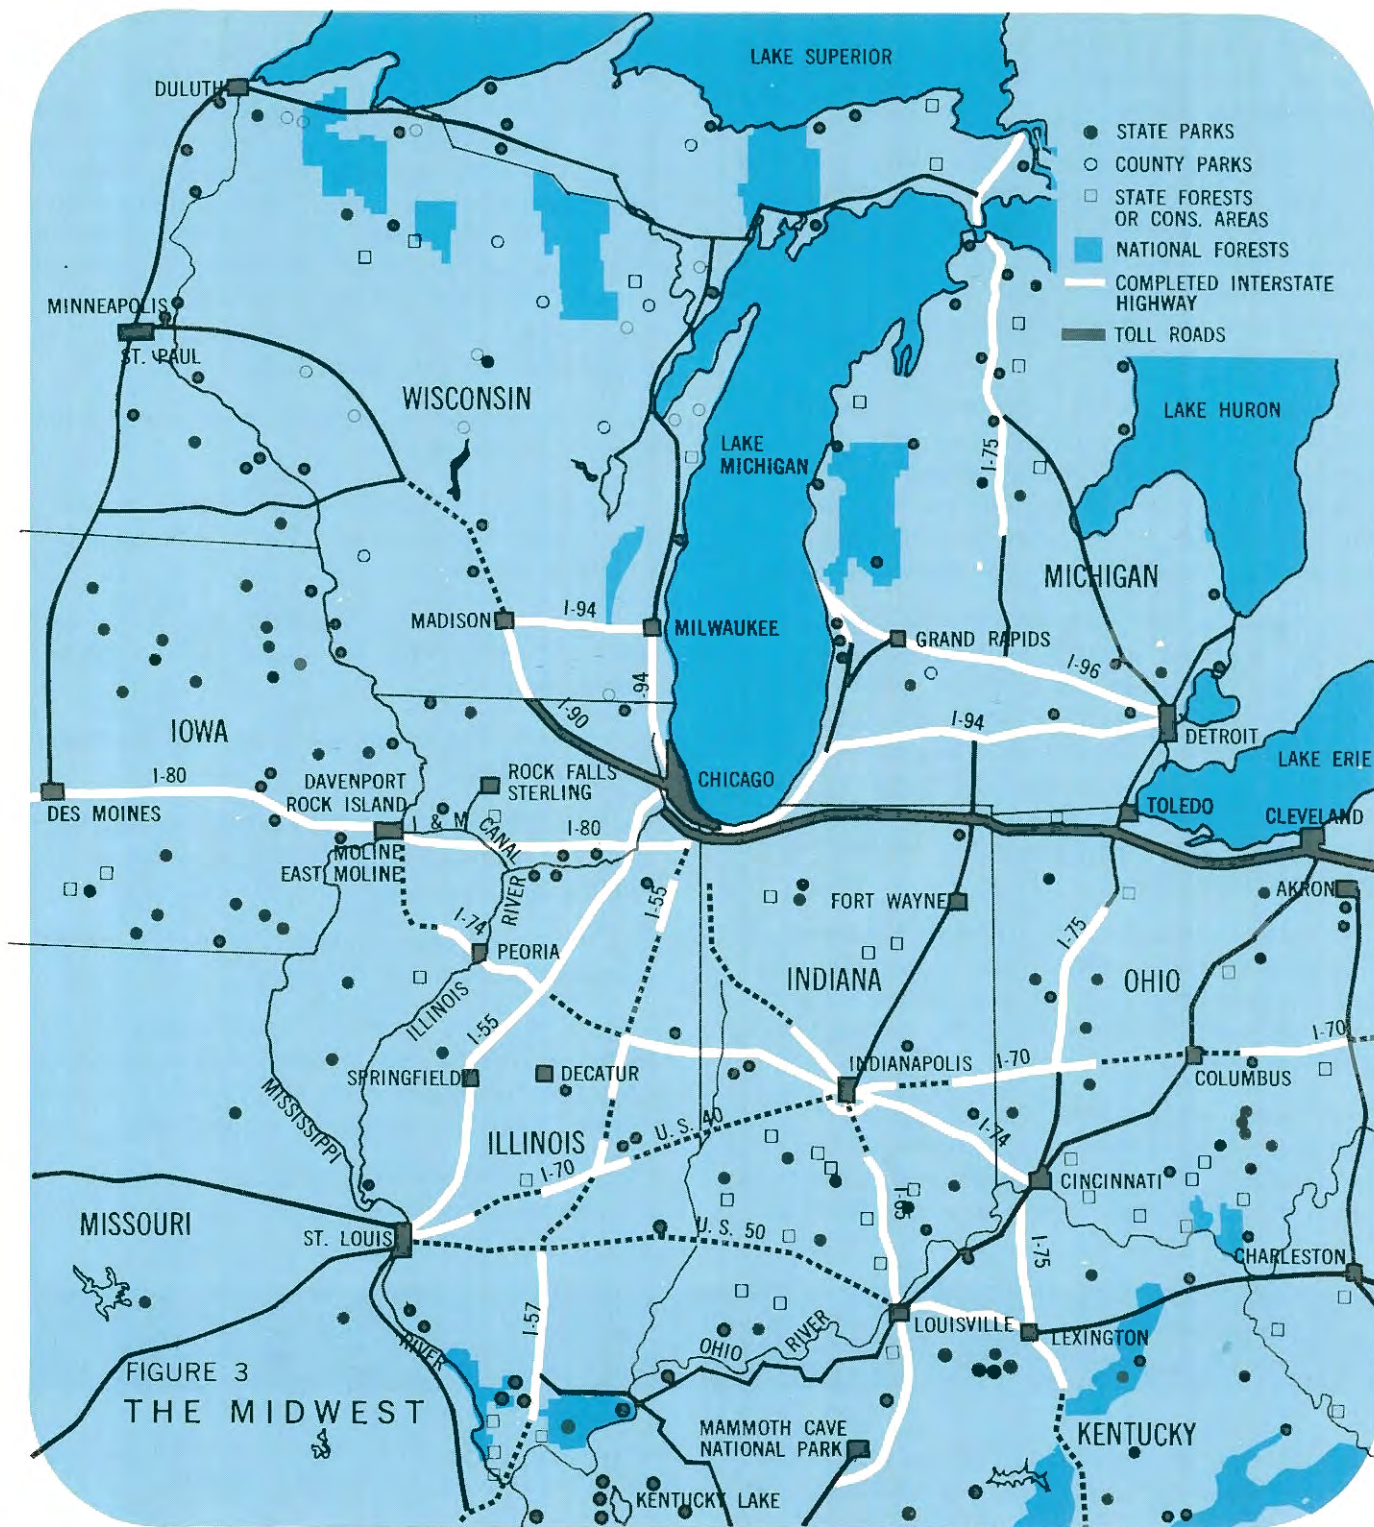 LAKE SUPERIOR
DULUTH
STATE PARKS
COUNTY PARKS
STATE FORESTS
OR CONS. AREAS
NATIONAL FORESTS
COMPLETED INTERSTATE
HIGHWAY
TOLL ROADS
MINNEAPOLIS
ST. PAUL
WISCONSIN
LAKE HURON
LAKE
MICHIGAN
I-75
MICHIGAN
MADISON
I-94
MILWAUKEE
GRAND RAPIDS
I-96
I-94
I-90
I-94
DETROIT
IOWA
I-80
DES MOINES
DAVENPORT
ROCK ISLAND
MOLINE
EAST MOLINE
ROCK FALLS
STERLING
CHICAGO
LAKE ERIE
TOLEDO
CLEVELAND
I & M
CANAL
I-80
RIVER
I-55
FORT WAYNE
AKRON
I-74
PEORIA
I-75
INDIANA
OHIO
ILLINOIS
I-55
I-70
INDIANAPOLIS
I-70
COLUMBUS
SPRINGFIELD
DECATUR
MISSISSIPPI
ILLINOIS
U. S. 40
I-74
I-70
CINCINNATI
I-65
MISSOURI
ST. LOUIS
U. S. 50
I-75
CHARLESTON
I-57
LOUISVILLE
LEXINGTON
RIVER
OHIO
RIVER
FIGURE 3
THE MIDWEST
MAMMOTH CAVE
NATIONAL PARK
KENTUCKY
KENTUCKY LAKE